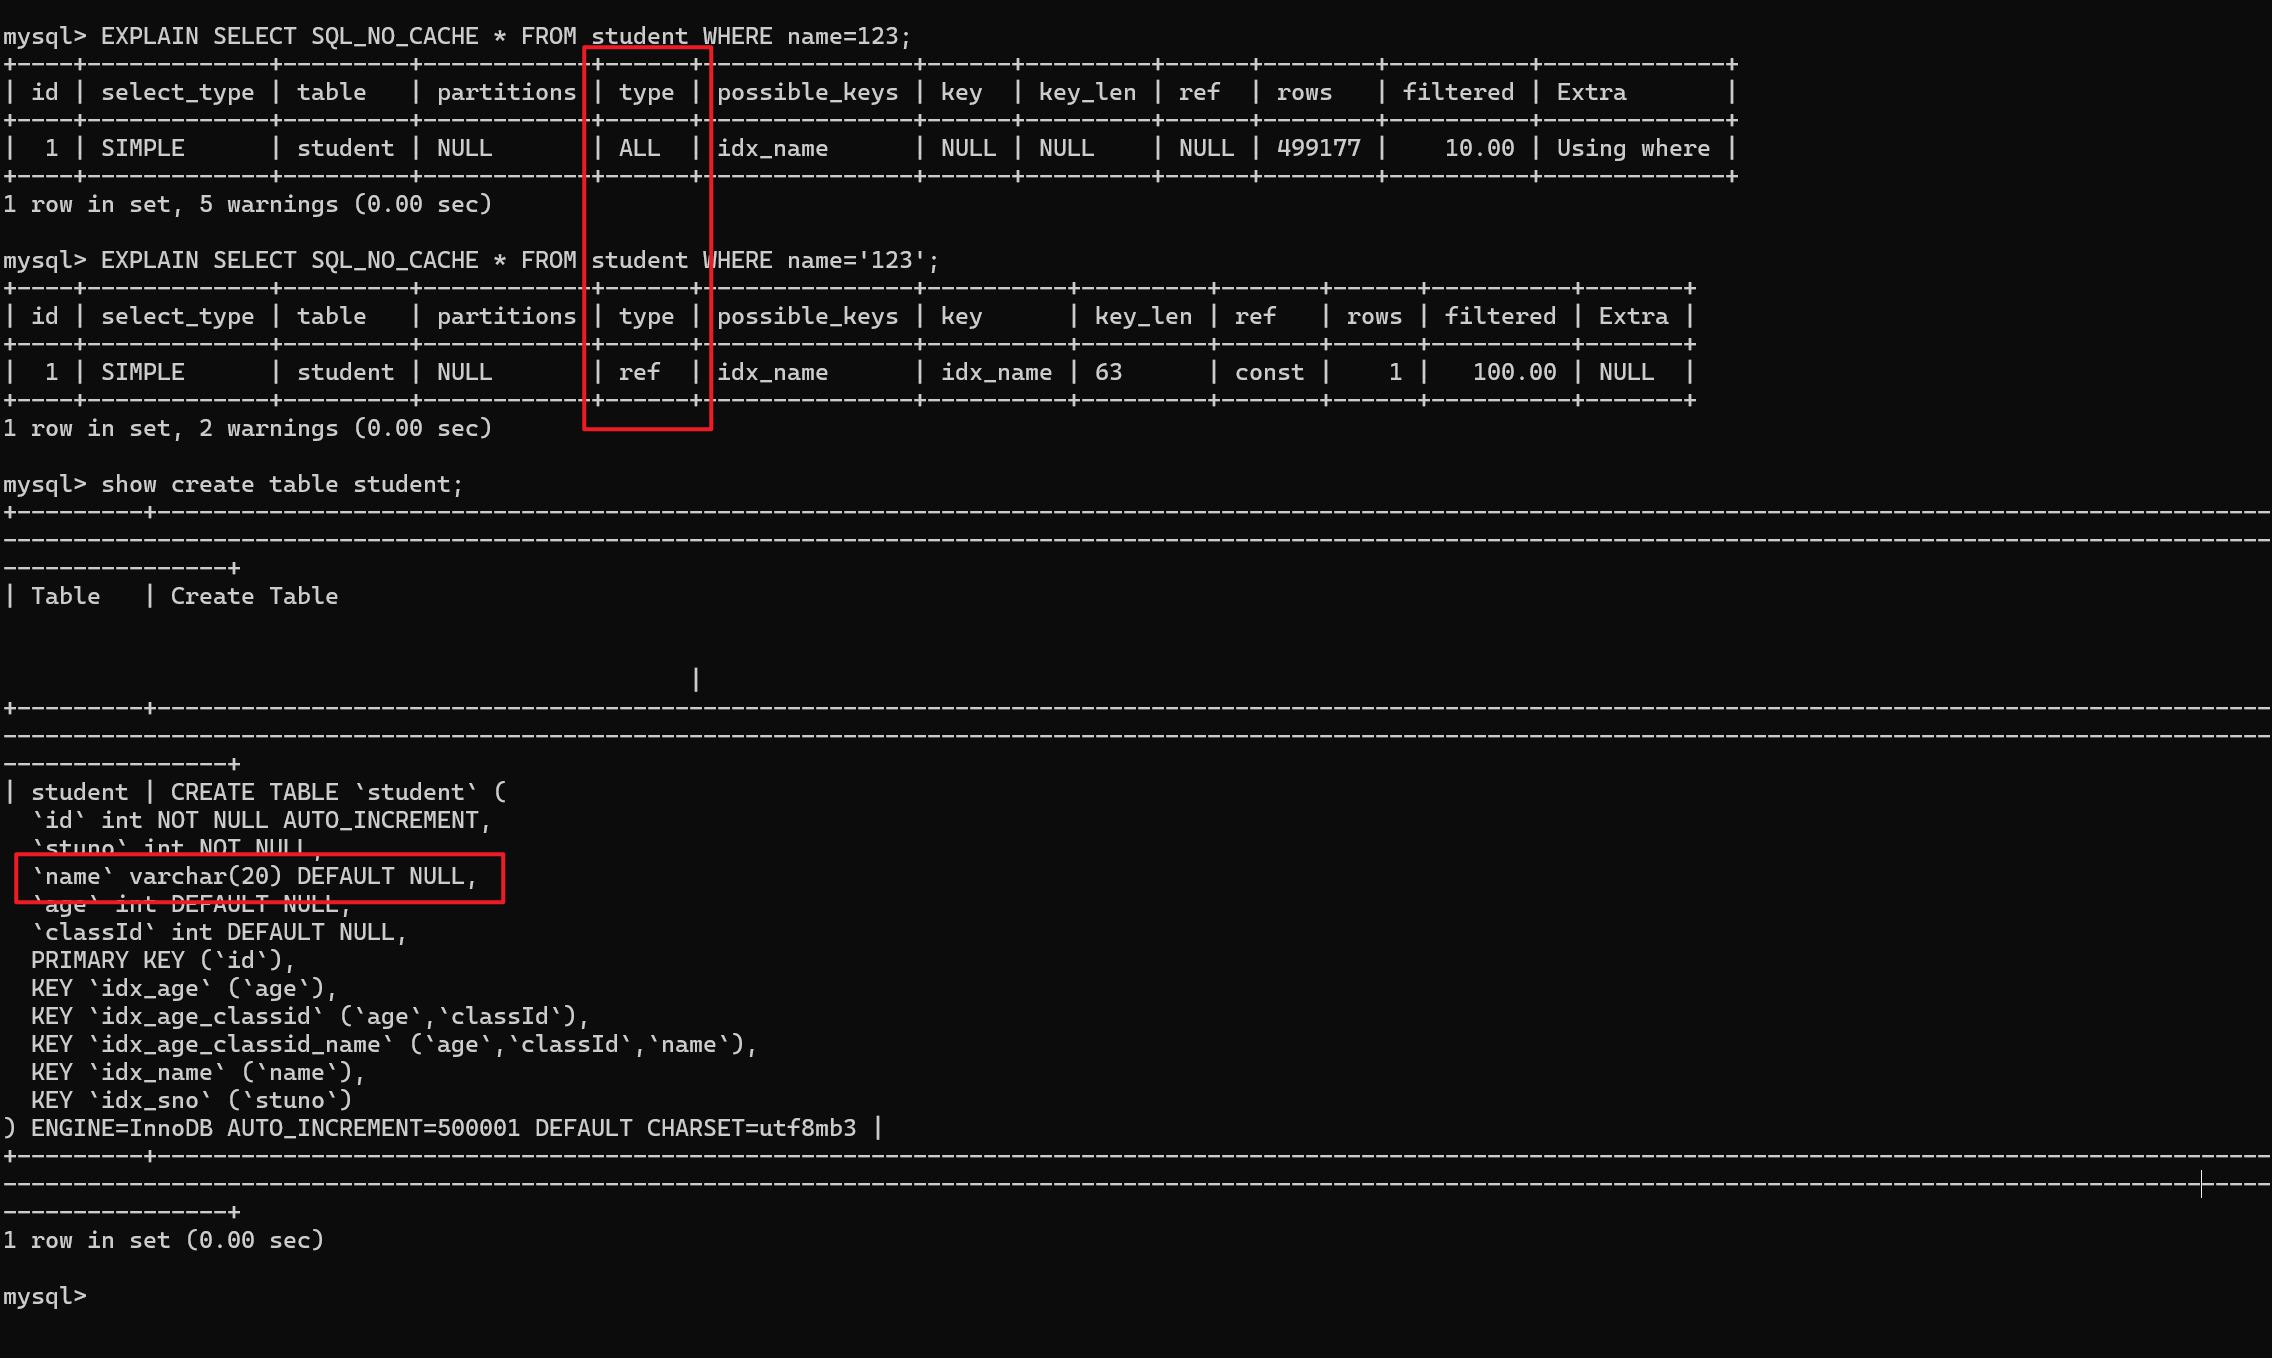 mysql> EXPLAIN SELECT SQL_NO_CACHE * FROM student WHERE name=123;
+----+-------------+---------+------------+------+---------------+------+---------+------+--------+----------+-------------+
| id | select_type | table   | partitions | type | possible_keys | key  | key_len | ref  | rows   | filtered | Extra       |
+----+-------------+---------+------------+------+---------------+------+---------+------+--------+----------+-------------+
|  1 | SIMPLE      | student | NULL       | ALL  | idx_name      | NULL | NULL    | NULL | 499177 |    10.00 | Using where |
+----+-------------+---------+------------+------+---------------+------+---------+------+--------+----------+-------------+
1 row in set, 5 warnings (0.00 sec)
mysql> EXPLAIN SELECT SQL_NO_CACHE * FROM student WHERE name='123';
+----+-------------+---------+------------+------+---------------+----------+---------+-------+------+----------+-------+
| id | select_type | table   | partitions | type | possible_keys | key      | key_len | ref   | rows | filtered | Extra |
+----+-------------+---------+------------+------+---------------+----------+---------+-------+------+----------+-------+
|  1 | SIMPLE      | student | NULL       | ref  | idx_name      | idx_name | 63      | const |    1 |   100.00 | NULL  |
+----+-------------+---------+------------+------+---------------+----------+---------+-------+------+----------+-------+
1 row in set, 2 warnings (0.00 sec)
mysql> show create table student;
| Table   | Create Table
|
| student | CREATE TABLE `student` (
  `id` int NOT NULL AUTO_INCREMENT,
  `stuno` int NOT NULL,
  `name` varchar(20) DEFAULT NULL,
  `age` int DEFAULT NULL,
  `classId` int DEFAULT NULL,
  PRIMARY KEY (`id`),
  KEY `idx_age` (`age`),
  KEY `idx_age_classid` (`age`,`classId`),
  KEY `idx_age_classid_name` (`age`,`classId`,`name`),
  KEY `idx_name` (`name`),
  KEY `idx_sno` (`stuno`)
) ENGINE=InnoDB AUTO_INCREMENT=500001 DEFAULT CHARSET=utf8mb3 |
1 row in set (0.00 sec)
mysql>